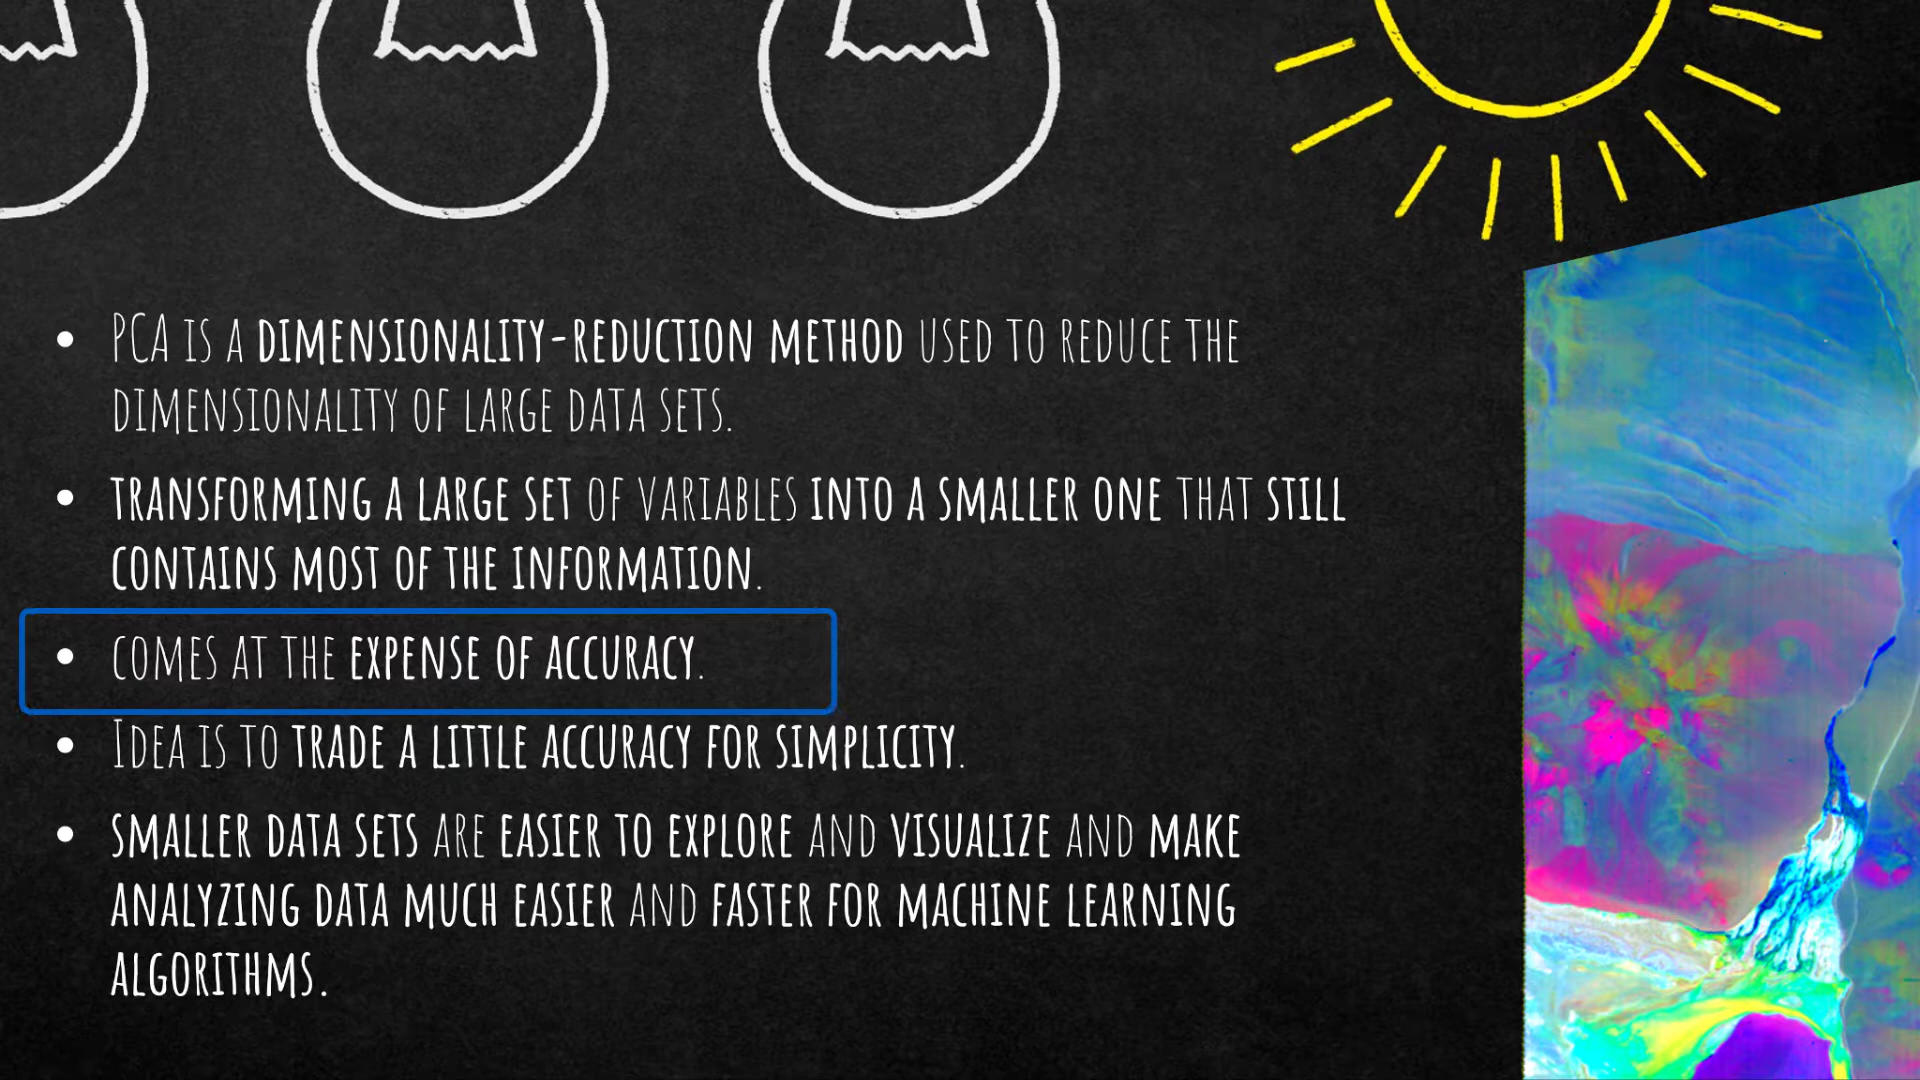 • PCA is a dimensionality-reduction method used to reduce the
dimensionality of large data sets.
• transforming a large set of variables into a smaller one that still
contains most of the information.
• comes at the expense of accuracy.
• Idea is to trade a little accuracy for simplicity.
• smaller data sets are easier to explore and visualize and make
analyzing data much easier and faster for machine learning
algorithms.